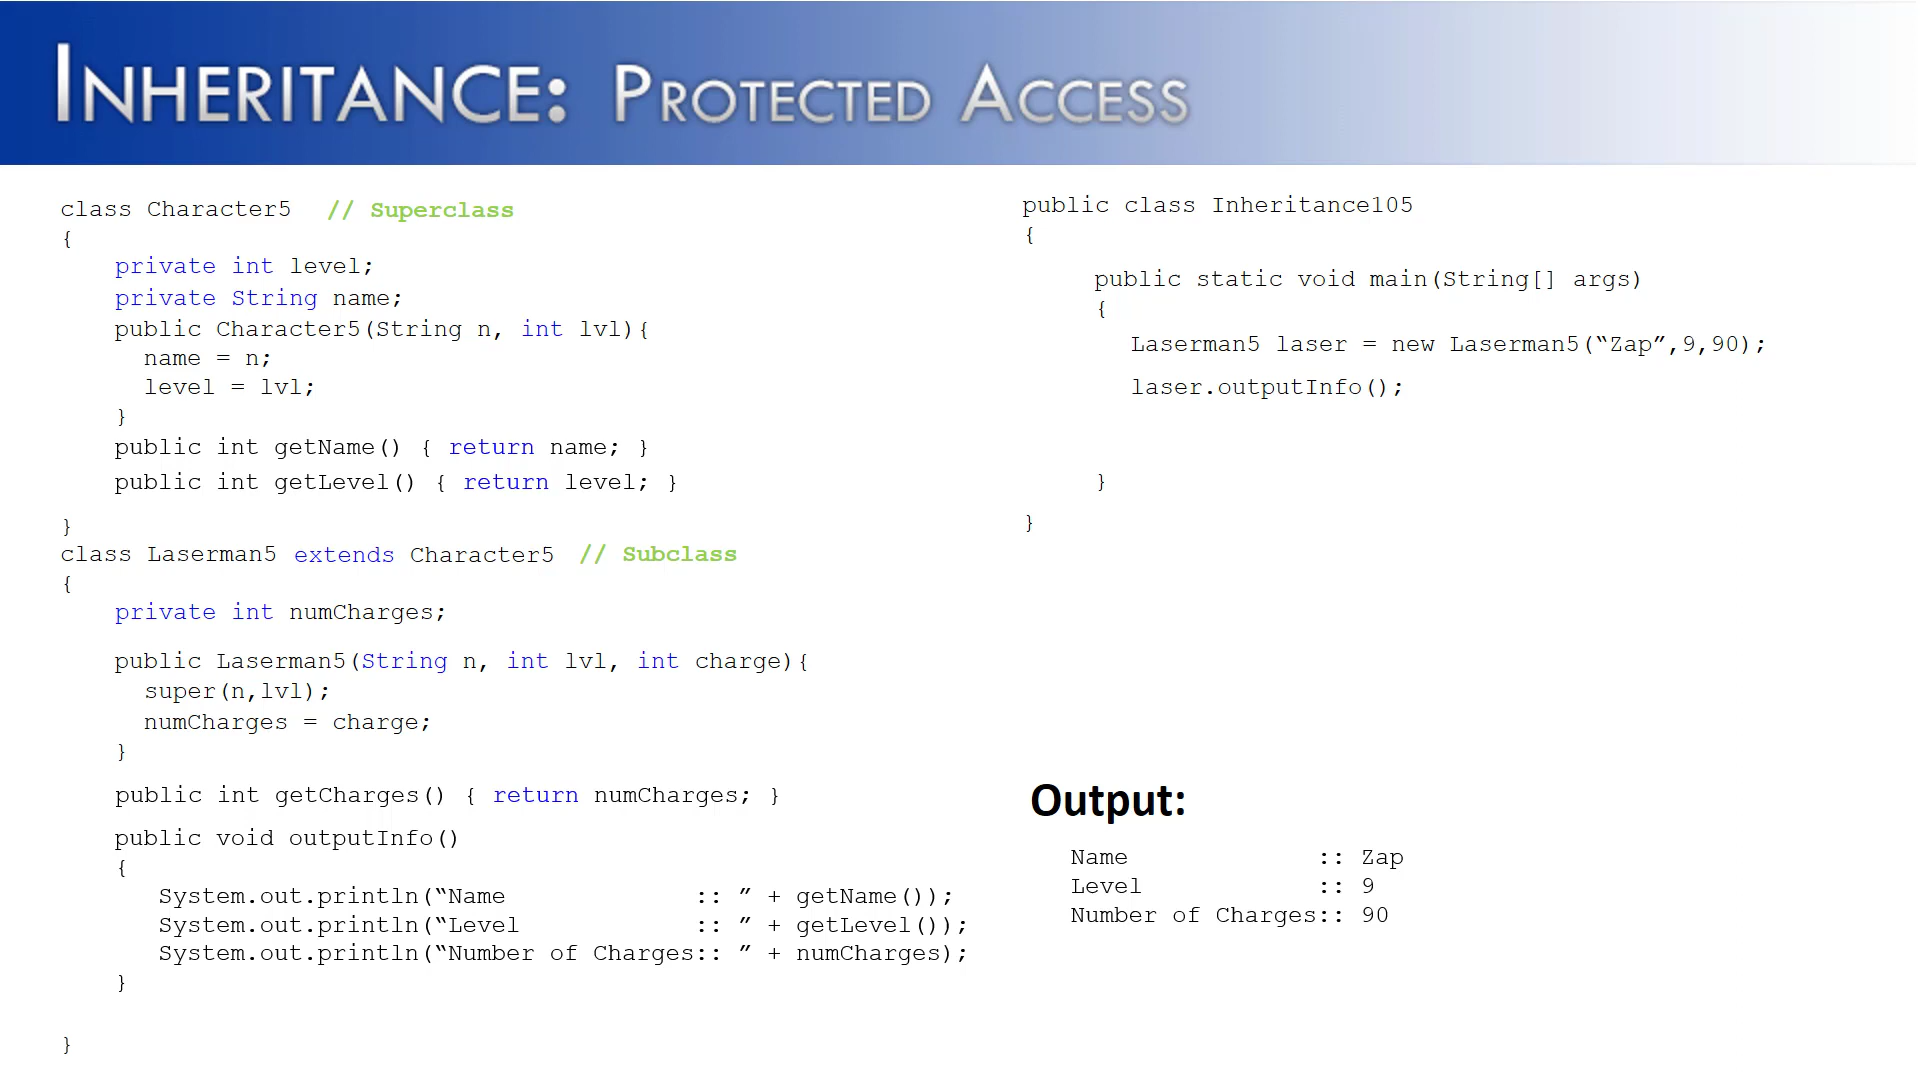 INHERITANCE: PROTECTED ACCESS
class Character5 // Superclass
{
private int level;
private String name;
public Character5(String n, int lvl){
name = n;
level = lvl;
}
public int getName() { return name; }
public int getLevel() { return level; }
}
class Laserman5 extends Character5 // Subclass
{
private int numCharges;
public Laserman5(String n, int lvl, int charge){
super(n,lvl);
numCharges = charge;
}
public int getCharges() { return numCharges; }
public void outputInfo()
{
System.out.println(“Name :: ” + getName());
System.out.println(“Level :: ” + getLevel());
System.out.println(“Number of Charges:: ” + numCharges);
}
}
public class Inheritance105
{
public static void main(String[] args)
{
Laserman5 laser = new Laserman5(“Zap”,9,90);
laser.outputInfo();
}
}
Output:
Name :: Zap
Level :: 9
Number of Charges:: 90